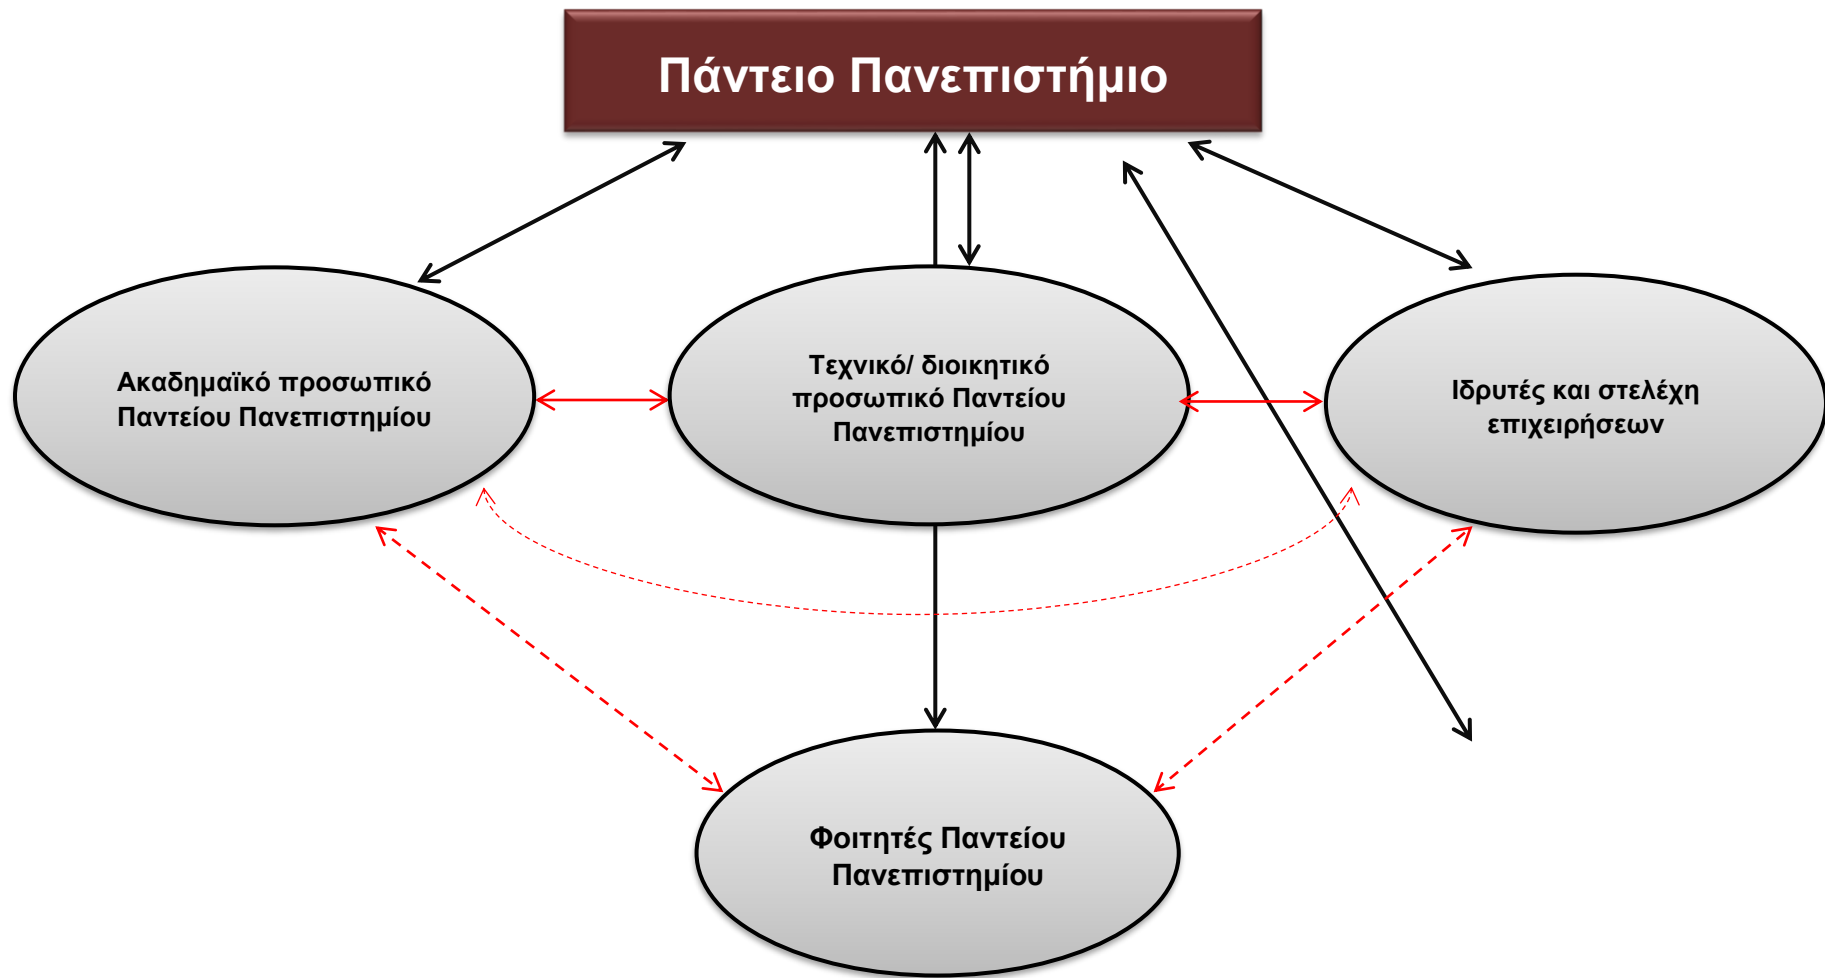 Πάντειο Πανεπιστήμιο
Ακαδημαϊκό προσωπικό
Παντείου Πανεπιστημίου
Τεχνικό/ διοικητικό
προσωπικό Παντείου
Πανεπιστημίου
Ιδρυτές και στελέχη
επιχειρήσεων
Φοιτητές Παντείου
Πανεπιστημίου